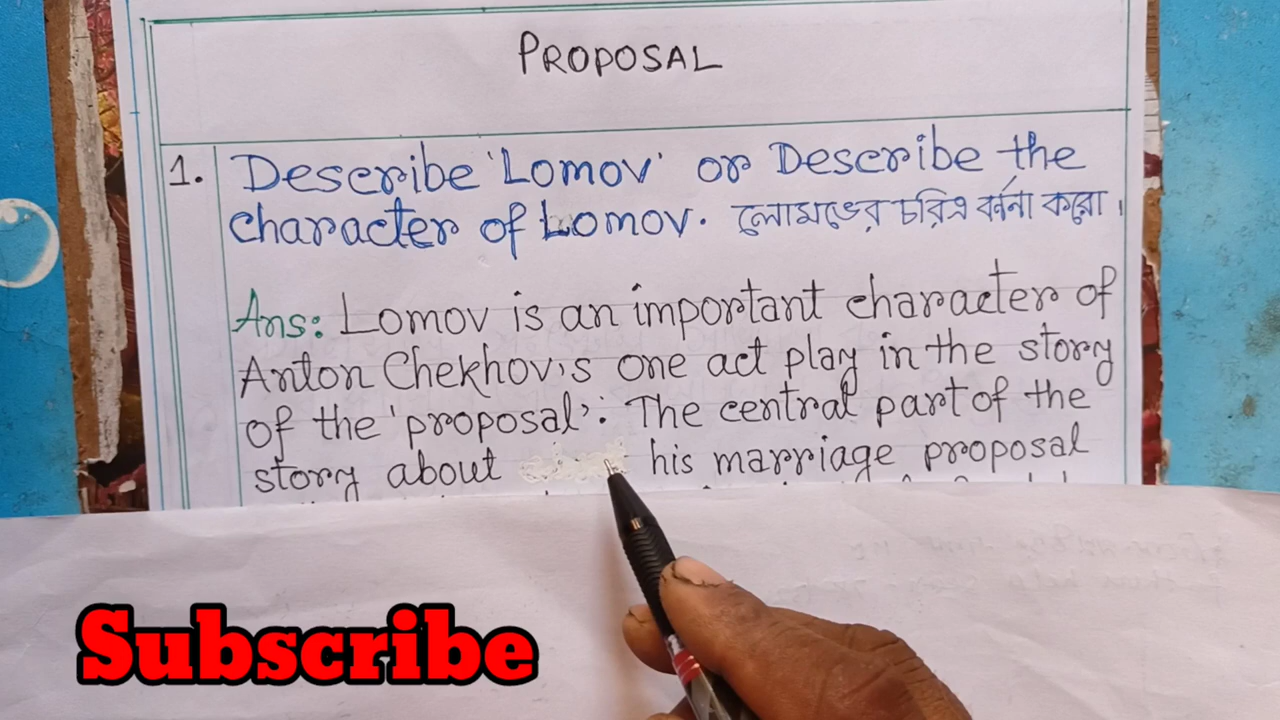 PROPOSAL
1. Describe 'Lomov' or Describe the
character of Lomov. লোমভের চরিত্র বর্ননা করো।
Ans: Lomov is an important character of
Anton Chekhov's one act play in the story
of the 'proposal': The central part of the
story about his marriage proposal
Subscribe